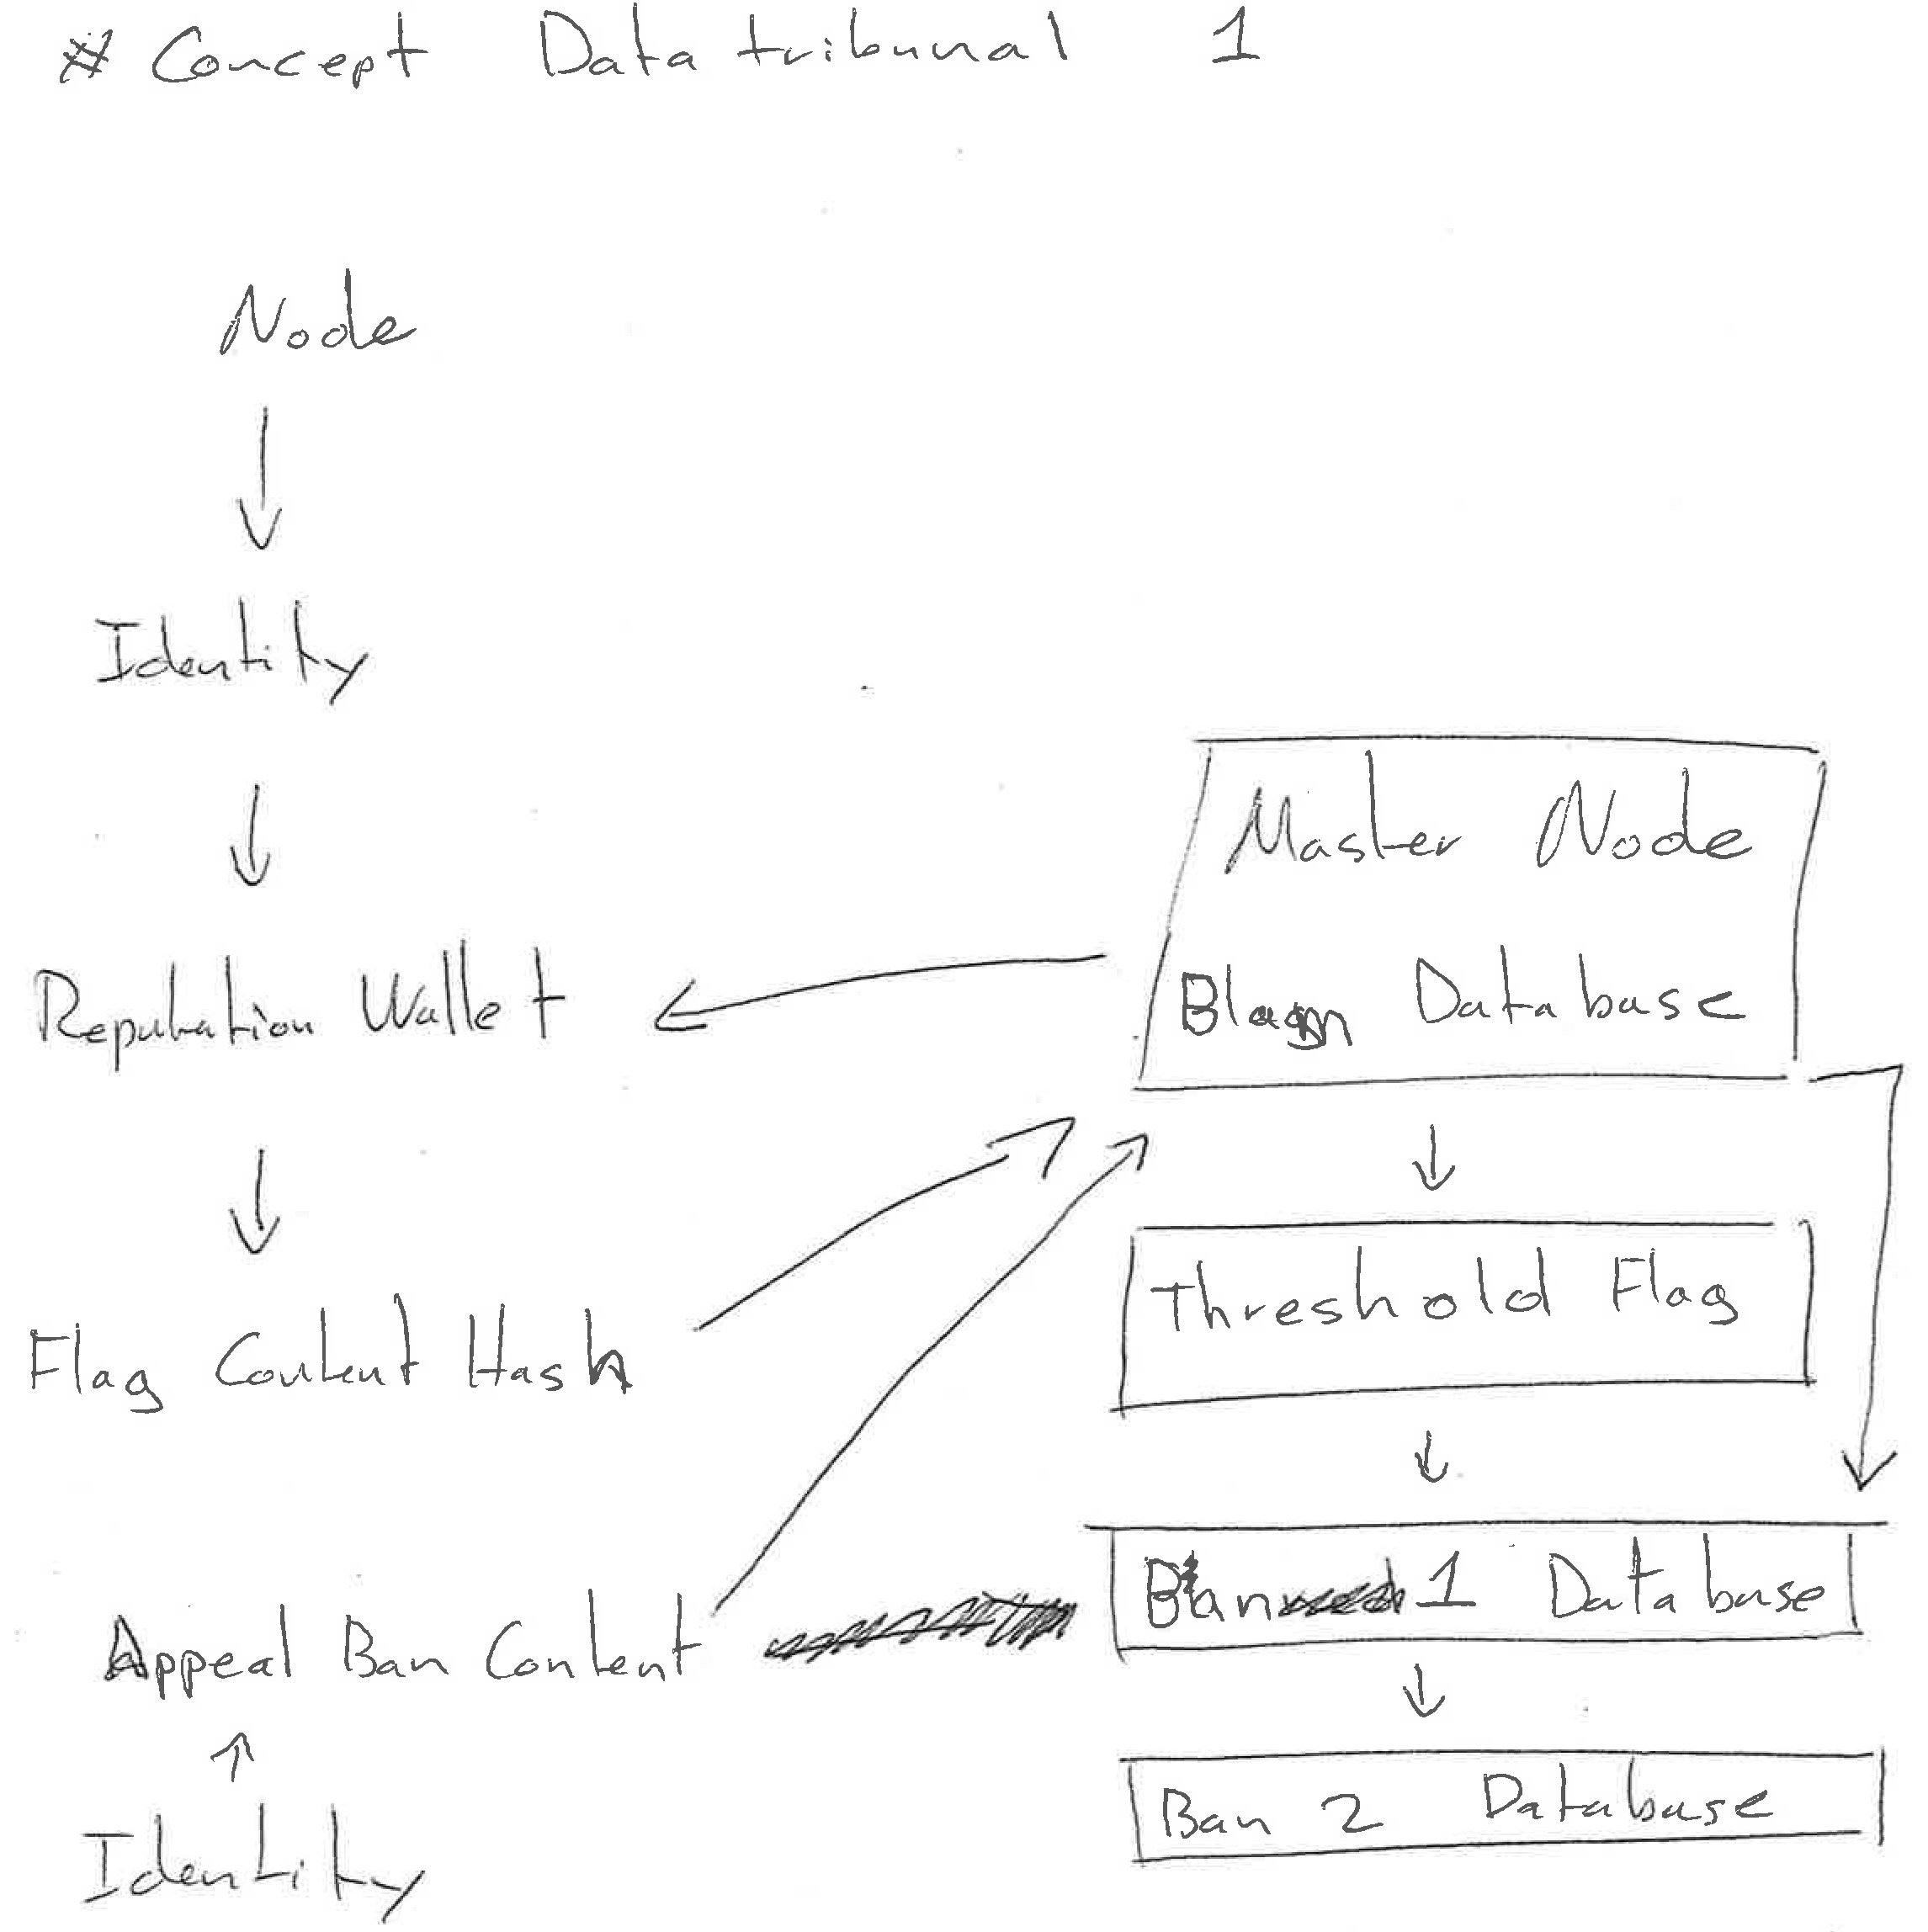 # Concept Data tribunal 1
Node
Identity
Master Node
Reputation Wallet
Database
Flag Content Hash
Threshold Flag
Appeal Ban Content
Ban 1 Database
Ban 2 Database
Identity